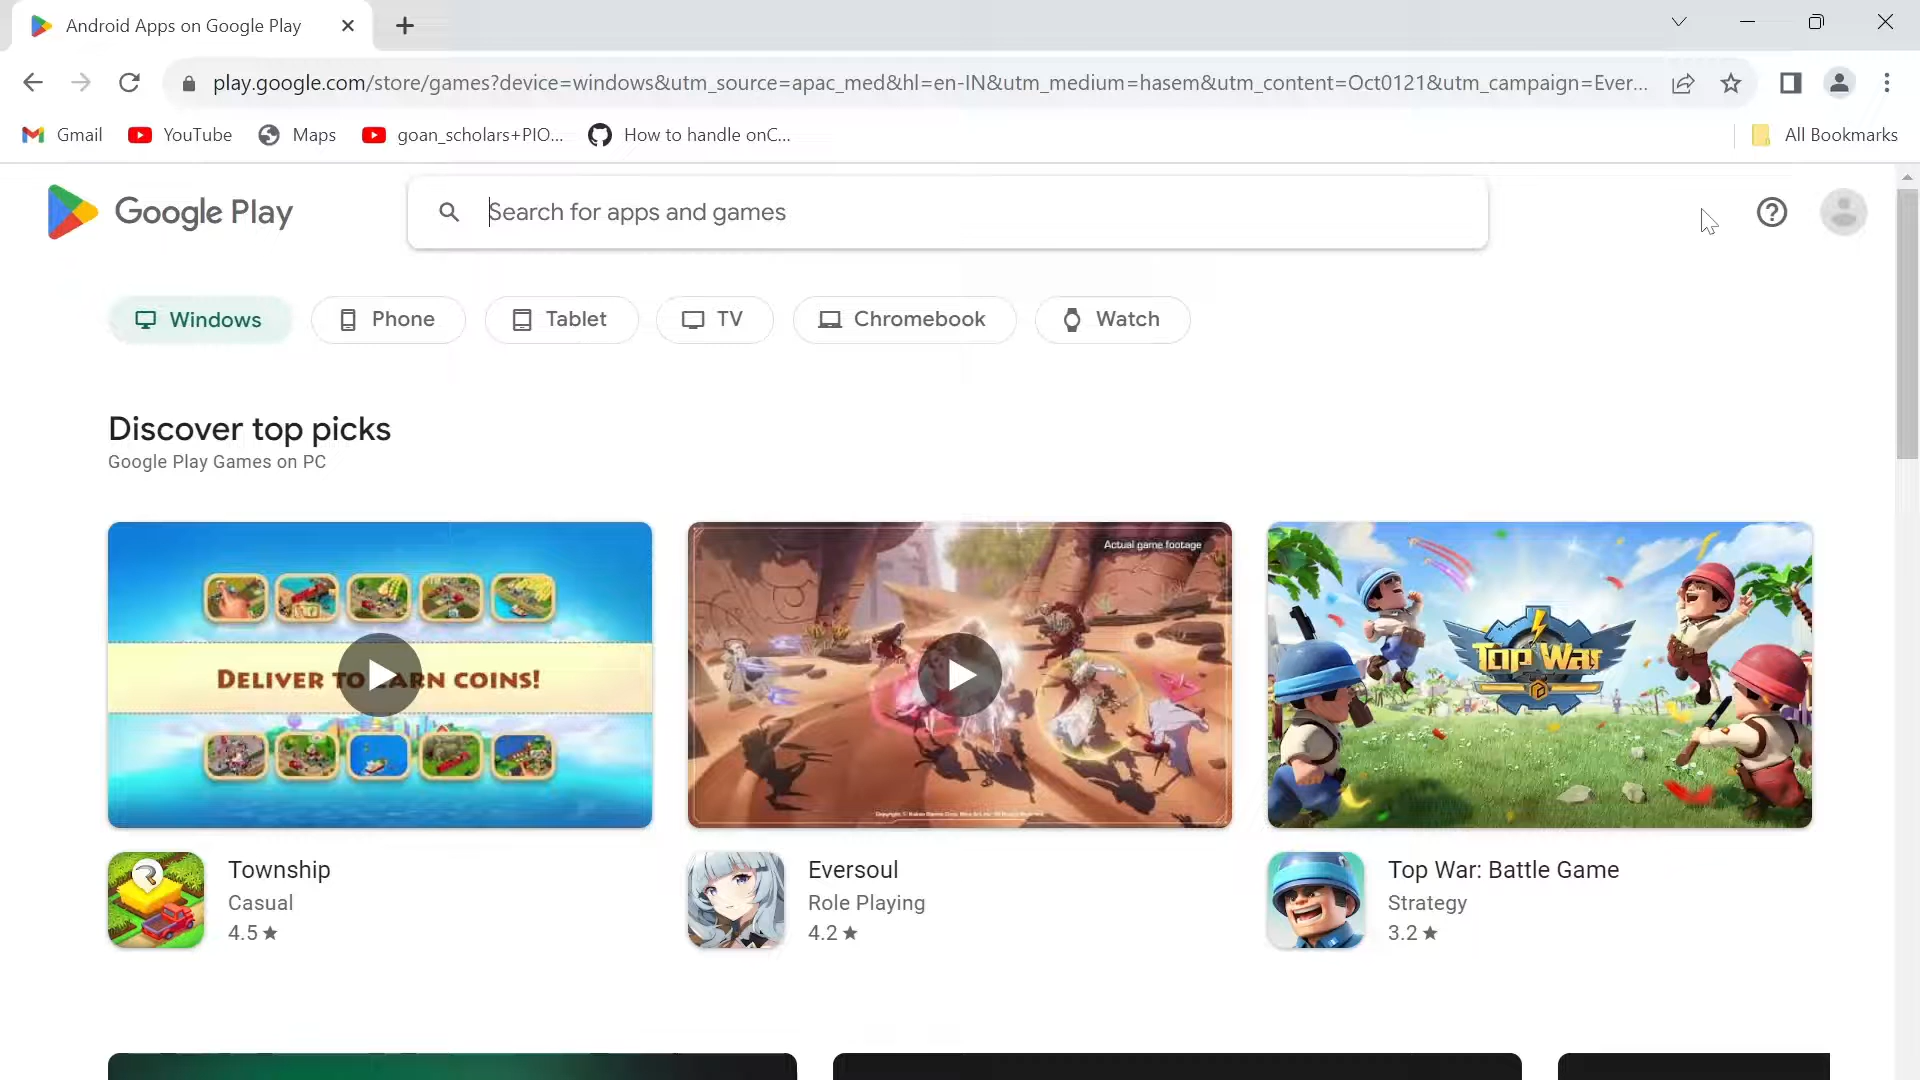 Android Apps on Google Play
play.google.com/store/games?device=windows&utm_source=apac_med&hl=en-IN&utm_medium=hasem&utm_content=Oct0121&utm_campaign=Ever...
Gmail YouTube Maps goan_scholars+PIO... How to handle onC... All Bookmarks
Google Play Search for apps and games
Windows Phone Tablet TV Chromebook Watch
Discover top picks
Google Play Games on PC
DELIVER TO EARN COINS!
Actual game footage
TOP WAR
Township
Casual
4.5 ★
Eversoul
Role Playing
4.2 ★
Top War: Battle Game
Strategy
3.2 ★